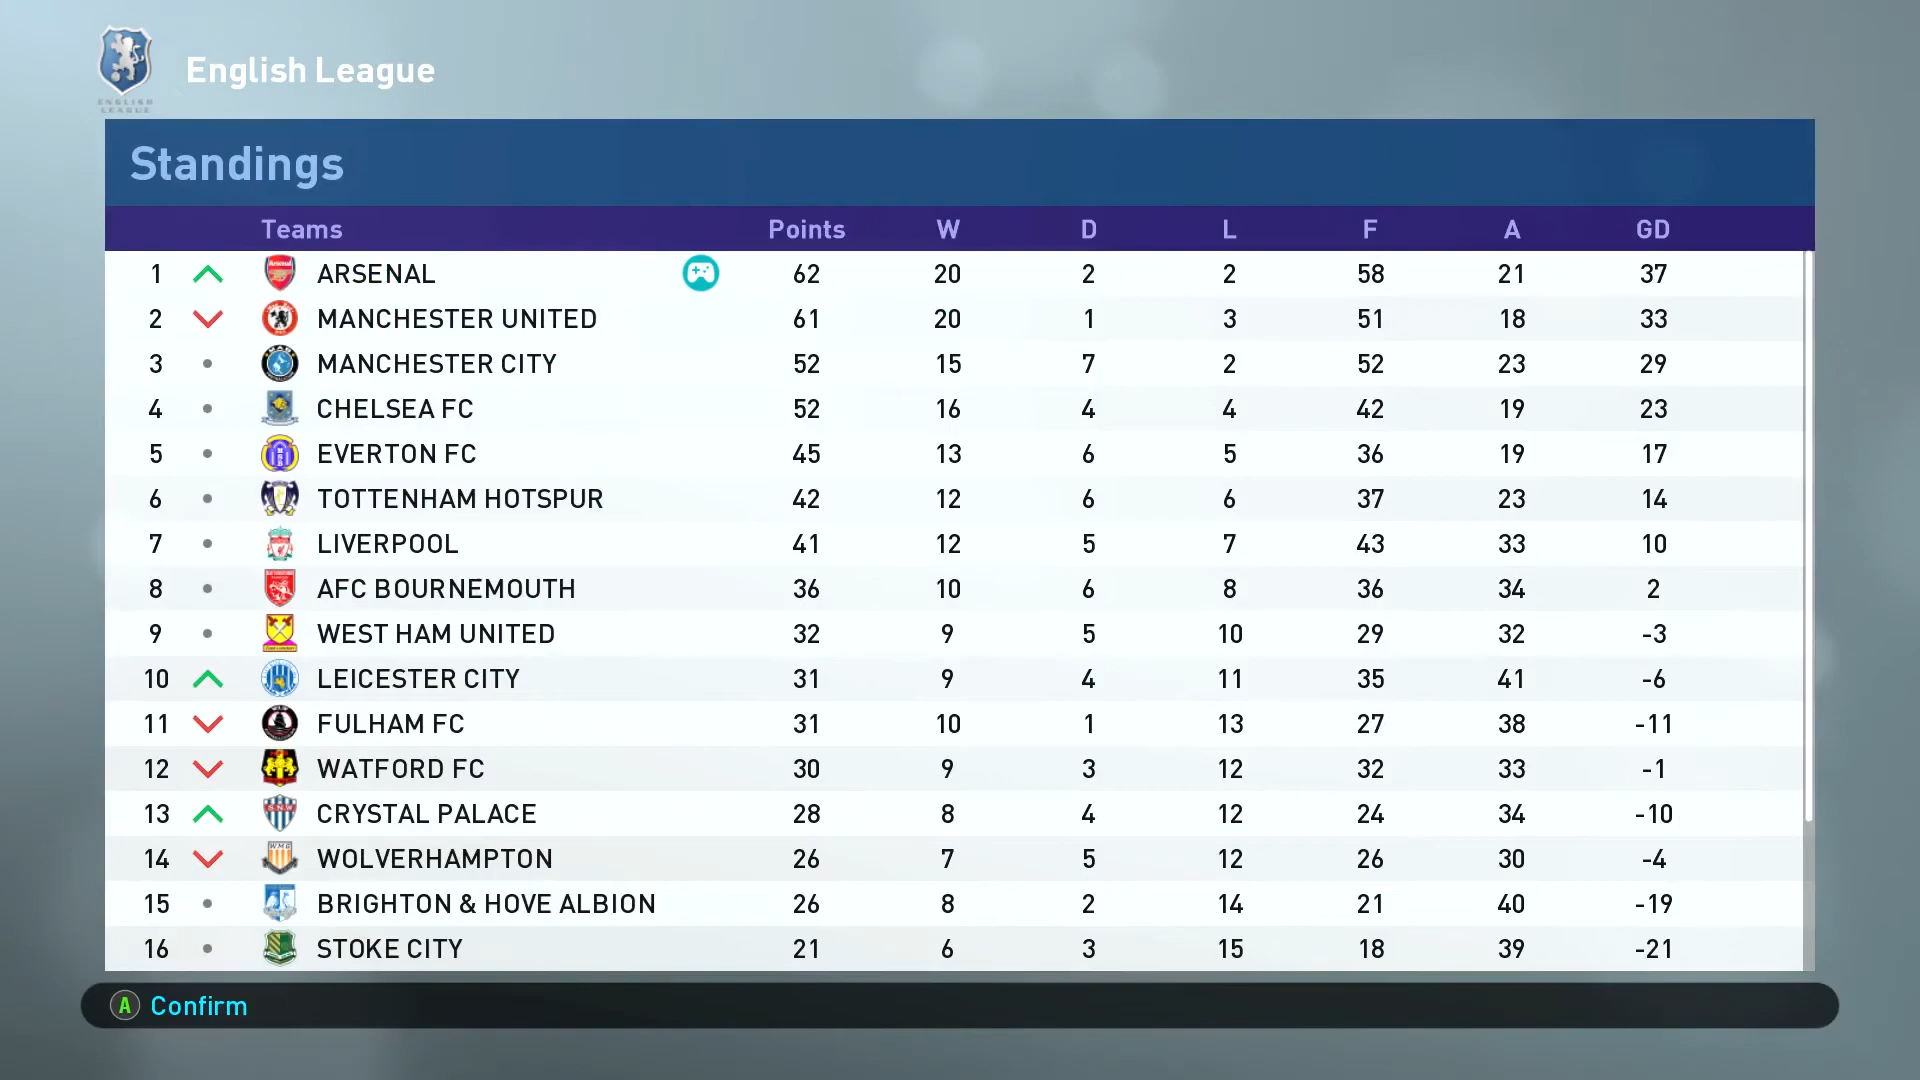 ENGLISH
LEAGUE
English League
Standings
Teams Points W D L F A GD
1 ARSENAL 62 20 2 2 58 21 37
2 MANCHESTER UNITED 61 20 1 3 51 18 33
3 MANCHESTER CITY 52 15 7 2 52 23 29
4 CHELSEA FC 52 16 4 4 42 19 23
5 EVERTON FC 45 13 6 5 36 19 17
6 TOTTENHAM HOTSPUR 42 12 6 6 37 23 14
7 LIVERPOOL 41 12 5 7 43 33 10
8 AFC BOURNEMOUTH 36 10 6 8 36 34 2
9 WEST HAM UNITED 32 9 5 10 29 32 -3
10 LEICESTER CITY 31 9 4 11 35 41 -6
11 FULHAM FC 31 10 1 13 27 38 -11
12 WATFORD FC 30 9 3 12 32 33 -1
13 CRYSTAL PALACE 28 8 4 12 24 34 -10
14 WOLVERHAMPTON 26 7 5 12 26 30 -4
15 BRIGHTON & HOVE ALBION 26 8 2 14 21 40 -19
16 STOKE CITY 21 6 3 15 18 39 -21
A Confirm